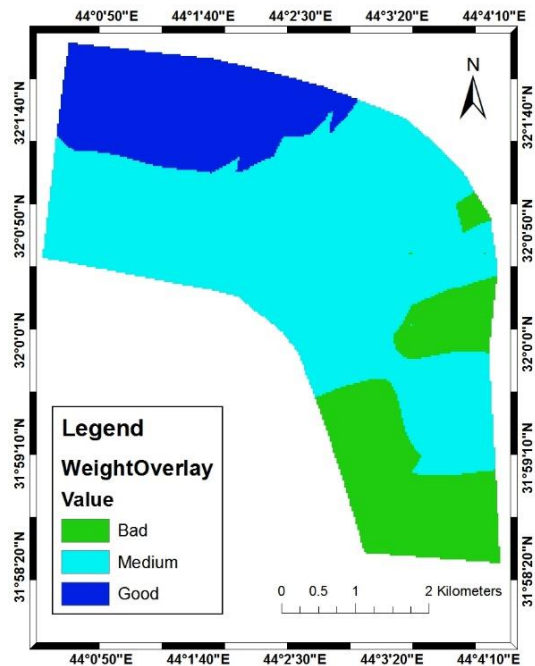 44°0'50"E 44°1'40"E 44°2'30"E 44°3'20"E 44°4'10"E
N
32°1'40"N 32°1'40"N
32°0'50"N 32°0'50"N
32°0'0"N 32°0'0"N
31°59'10"N 31°59'10"N
31°58'20"N 31°58'20"N
Legend
WeightOverlay
Value
Bad
Medium
Good
0 0.5 1 2 Kilometers
44°0'50"E 44°1'40"E 44°2'30"E 44°3'20"E 44°4'10"E